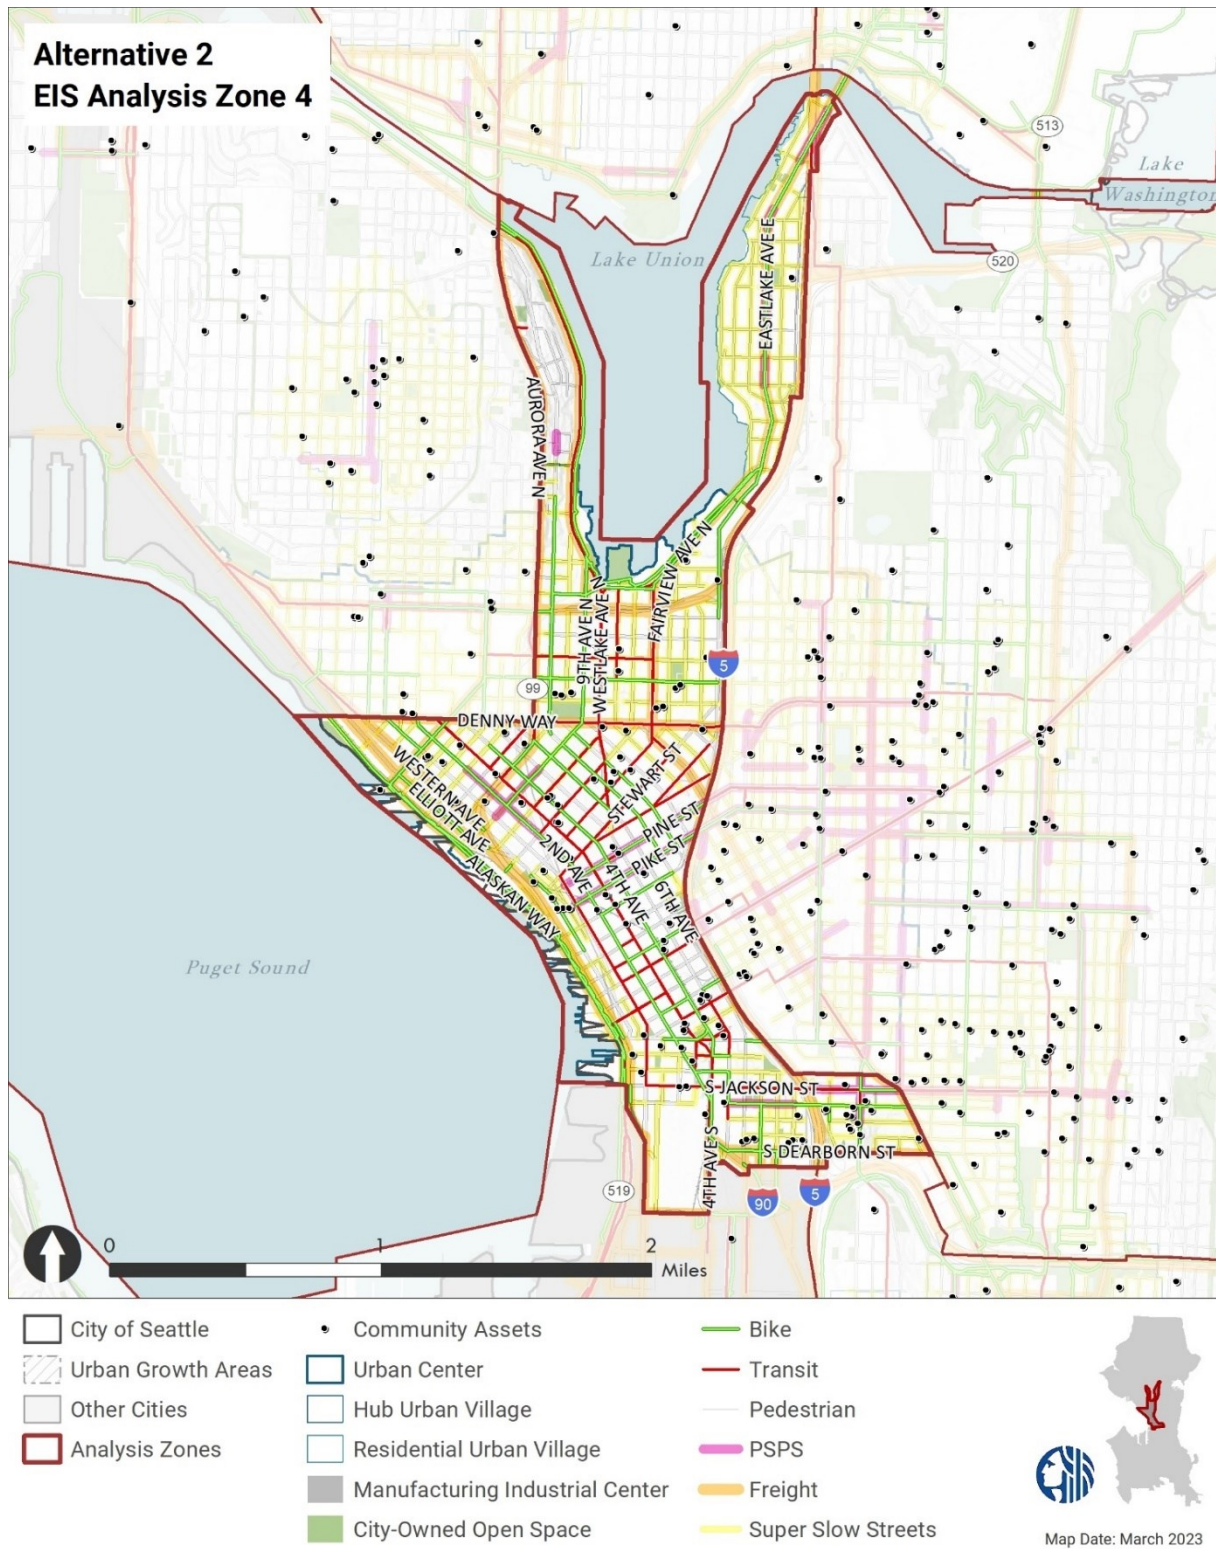 Alternative 2
EIS Analysis Zone 4
513
Lake
Washington
Lake Union
520
EASTLAKE AVE E
AURORA AVE N
FAIRVIEW AVE N
9TH AVE N
WESTLAKE AVE N
5
99
DENNY WAY
WESTERN AVE
ELLIOTT AVE
STEWART ST
PINE ST
PIKE ST
2ND AVE
4TH AVE
6TH AVE
ALASKAN WAY
Puget Sound
S JACKSON ST
4TH AVE S
S DEARBORN ST
519
90
5
0
1
2
Miles
City of Seattle
Urban Growth Areas
Other Cities
Analysis Zones
Community Assets
Urban Center
Hub Urban Village
Residential Urban Village
Manufacturing Industrial Center
City-Owned Open Space
Bike
Transit
Pedestrian
PSPS
Freight
Super Slow Streets
Map Date: March 2023